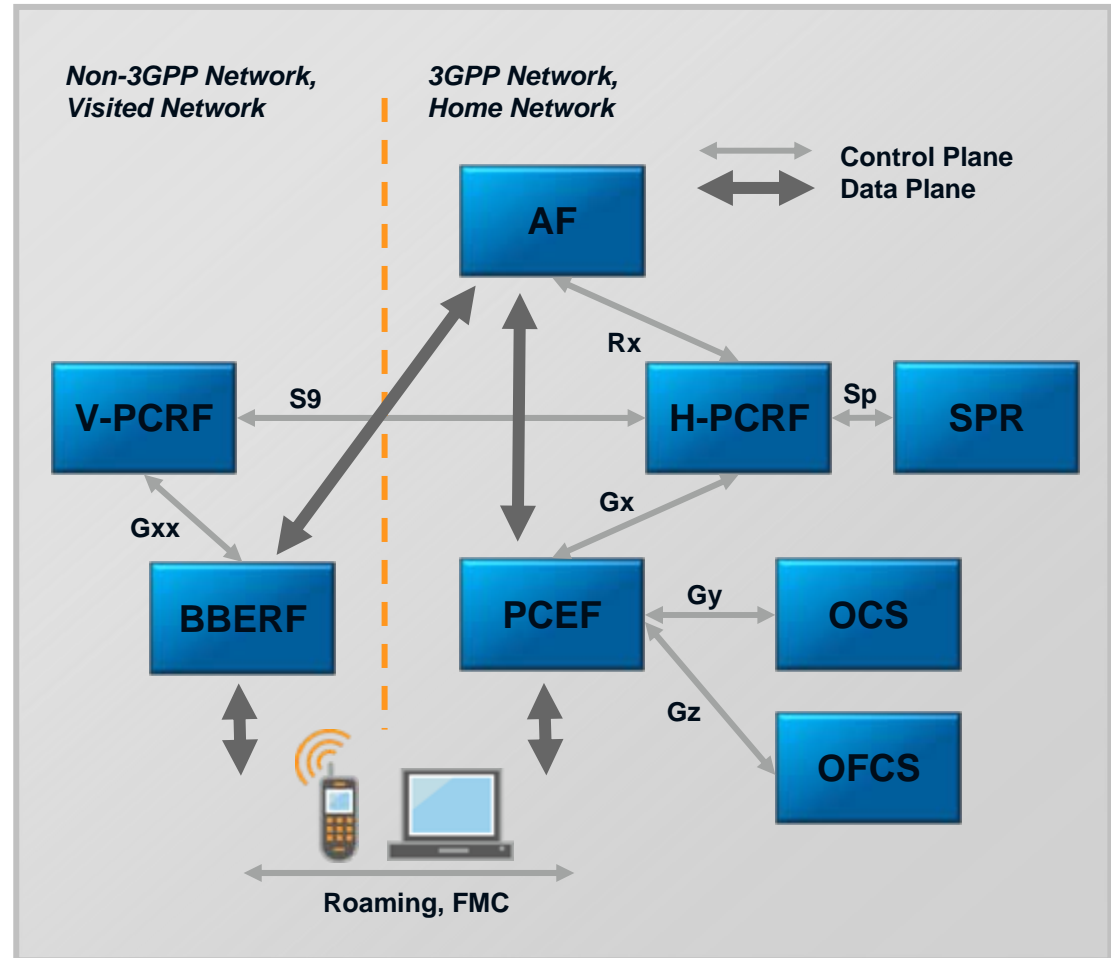 Non-3GPP Network,
Visited Network
3GPP Network,
Home Network
Control Plane
Data Plane
AF
Rx
V-PCRF
S9
H-PCRF
Sp
SPR
Gxx
Gx
BBERF
PCEF
Gy
OCS
Gz
OFCS
Roaming, FMC